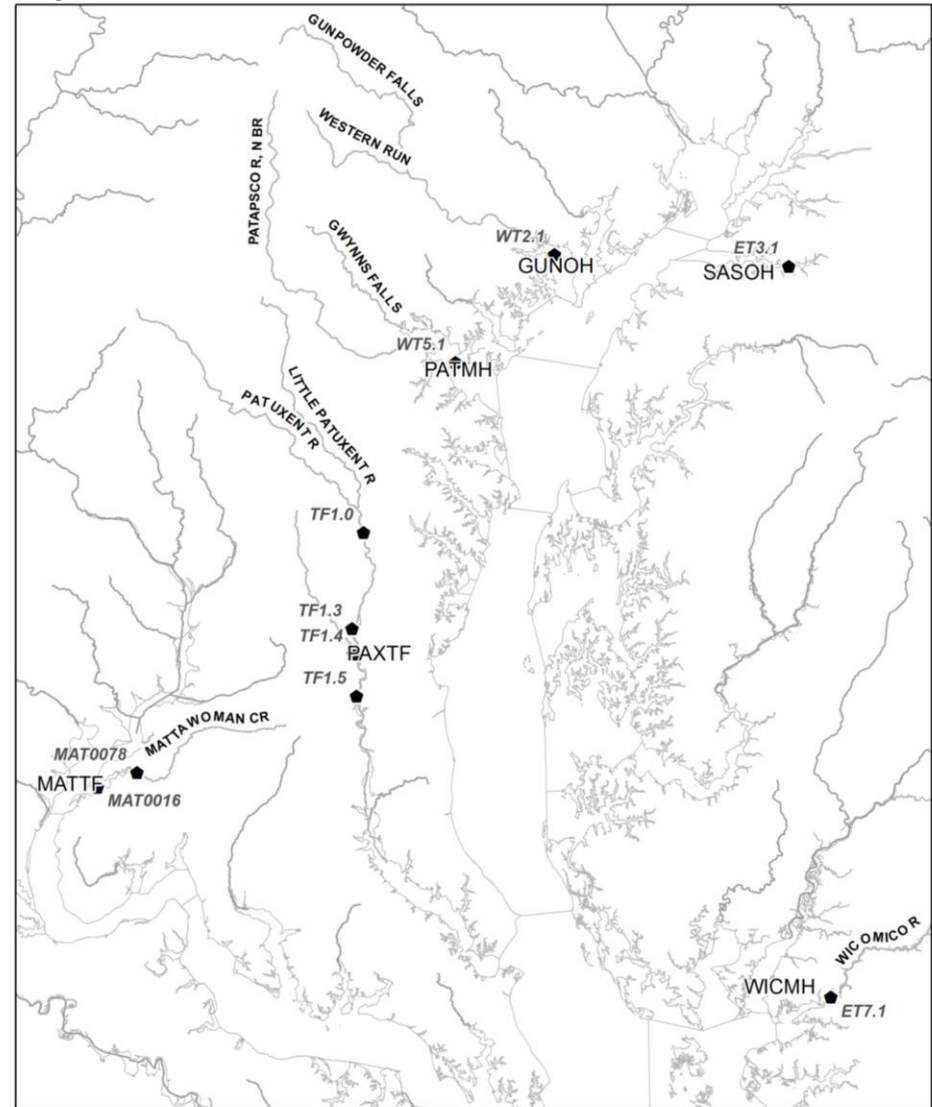 GUNPOWDER FALLS
WESTERN RUN
PATAPSCO R, N BR
GWYNNS FALLS
WT2.1
GUNOH
ET3.1
SASOH
WT5.1
PATMH
LITTLE PATUXENT R
PATUXENT R
TF1.0
TF1.3
TF1.4
PAXTF
TF1.5
MATTAWOMAN CR
MAT0078
MATTF
MAT0016
WICOMICO R
WICMH
ET7.1